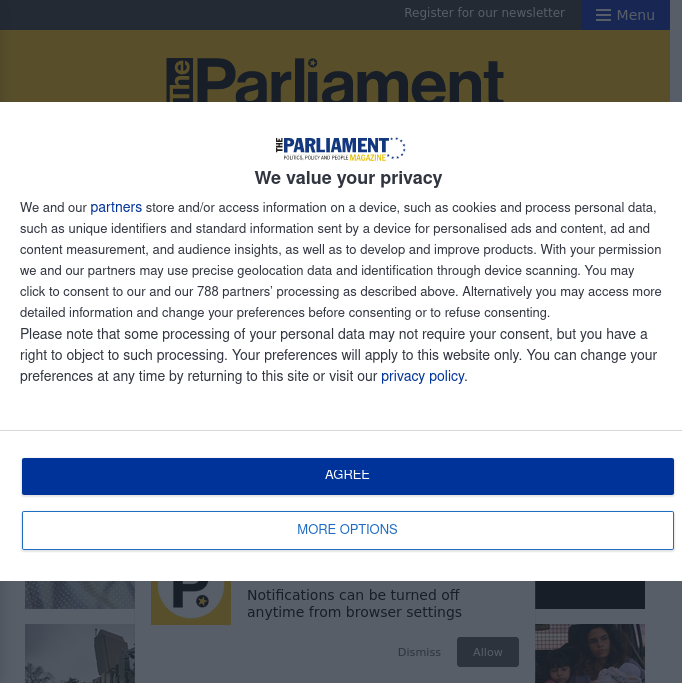 Register for our newsletter
Menu
The Parliament
THE PARLIAMENT
POLITICS, POLICY AND PEOPLE MAGAZINE
We value your privacy
We and our partners store and/or access information on a device, such as cookies and process personal data,
such as unique identifiers and standard information sent by a device for personalised ads and content, ad and
content measurement, and audience insights, as well as to develop and improve products. With your permission
we and our partners may use precise geolocation data and identification through device scanning. You may
click to consent to our and our 788 partners’ processing as described above. Alternatively you may access more
detailed information and change your preferences before consenting or to refuse consenting.
Please note that some processing of your personal data may not require your consent, but you have a
right to object to such processing. Your preferences will apply to this website only. You can change your
preferences at any time by returning to this site or visit our privacy policy.
AGREE
MORE OPTIONS
P.
Notifications can be turned off
anytime from browser settings
Dismiss
Allow